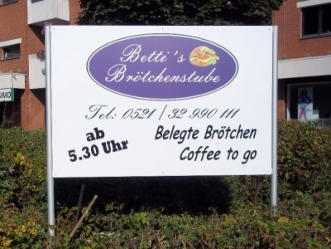 Betti's
Brötchenstube
Tel: 0521 / 32 990 111
ab
5.30 Uhr
Belegte Brötchen
Coffee to go